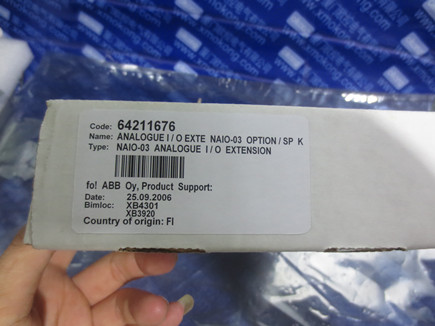 Code: 64211676
Name: ANALOGUE I / O EXTE NAIO-03 OPTION / SP K
Type: NAIO-03 ANALOGUE I / O EXTENSION
fo! ABB Oy, Product Support:
Date: 25.09.2006
Bimloc: XB4301
XB3920
Country of origin: FI